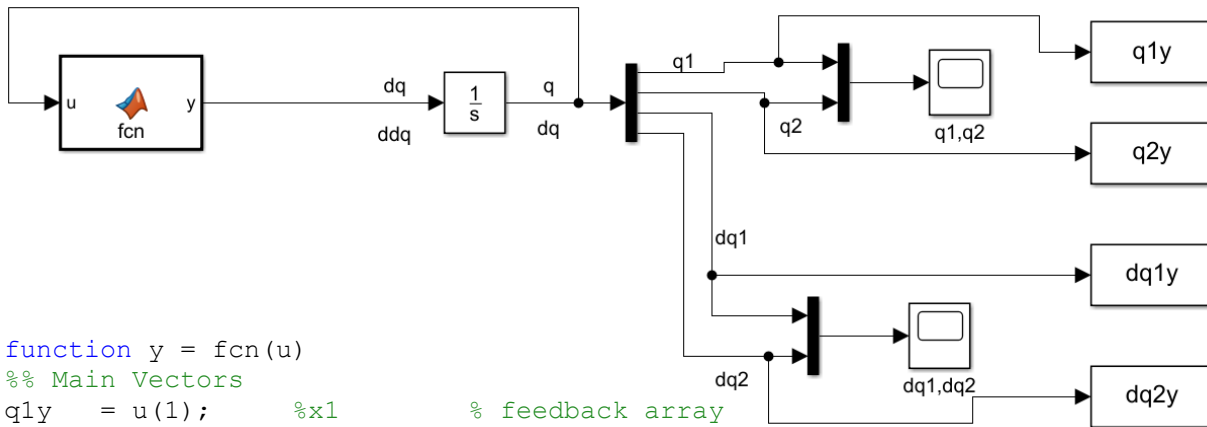 q1
q1y
u
y
fcn
dq
ddq
1
s
q
dq
q2
q1,q2
q2y
dq1
dq1y
dq2
dq1,dq2
dq2y
function y = fcn(u)
%% Main Vectors
q1y = u(1); %x1 % feedback array